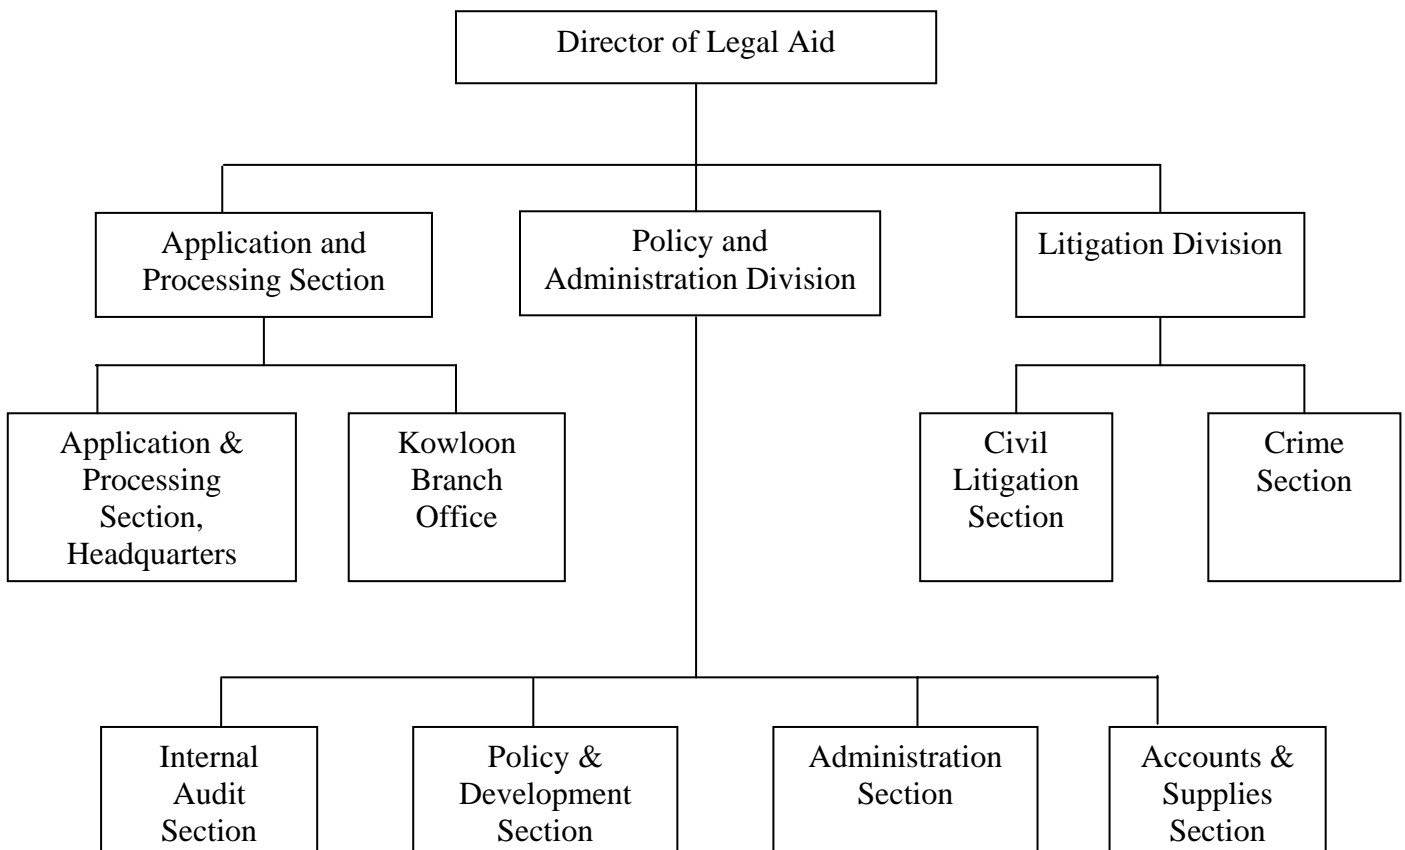 Director of Legal Aid
Application and
Processing Section
Policy and
Administration Division
Litigation Division
Application &
Processing
Section,
Headquarters
Kowloon
Branch
Office
Civil
Litigation
Section
Crime
Section
Internal
Audit
Section
Policy &
Development
Section
Administration
Section
Accounts &
Supplies
Section